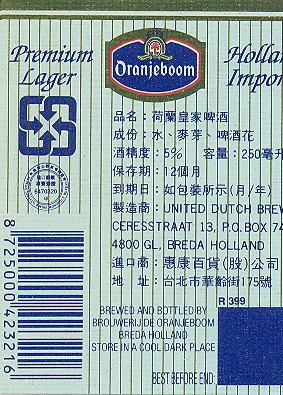 Premium
Lager
Oranjeboom
Holla
Impo
品名：荷蘭皇家啤酒
成份：水、麥芽、啤酒花
酒精度：5% 容量：250毫升
保存期：12個月
到期日：如包裝所示(月/年)
製造商：UNITED DUTCH BREW
CERESSTRAAT 13, P.O.BOX 74
4800 GL, BREDA HOLLAND
進口商：惠康百貨(股)公司
地 址：台北市華齡街175號
R 399
BREWED AND BOTTLED BY
BROUWERIJ DE ORANJEBOOM
BREDA HOLLAND
STORE IN A COOL DARK PLACE
BEST BEFORE END:
8 725000 423216